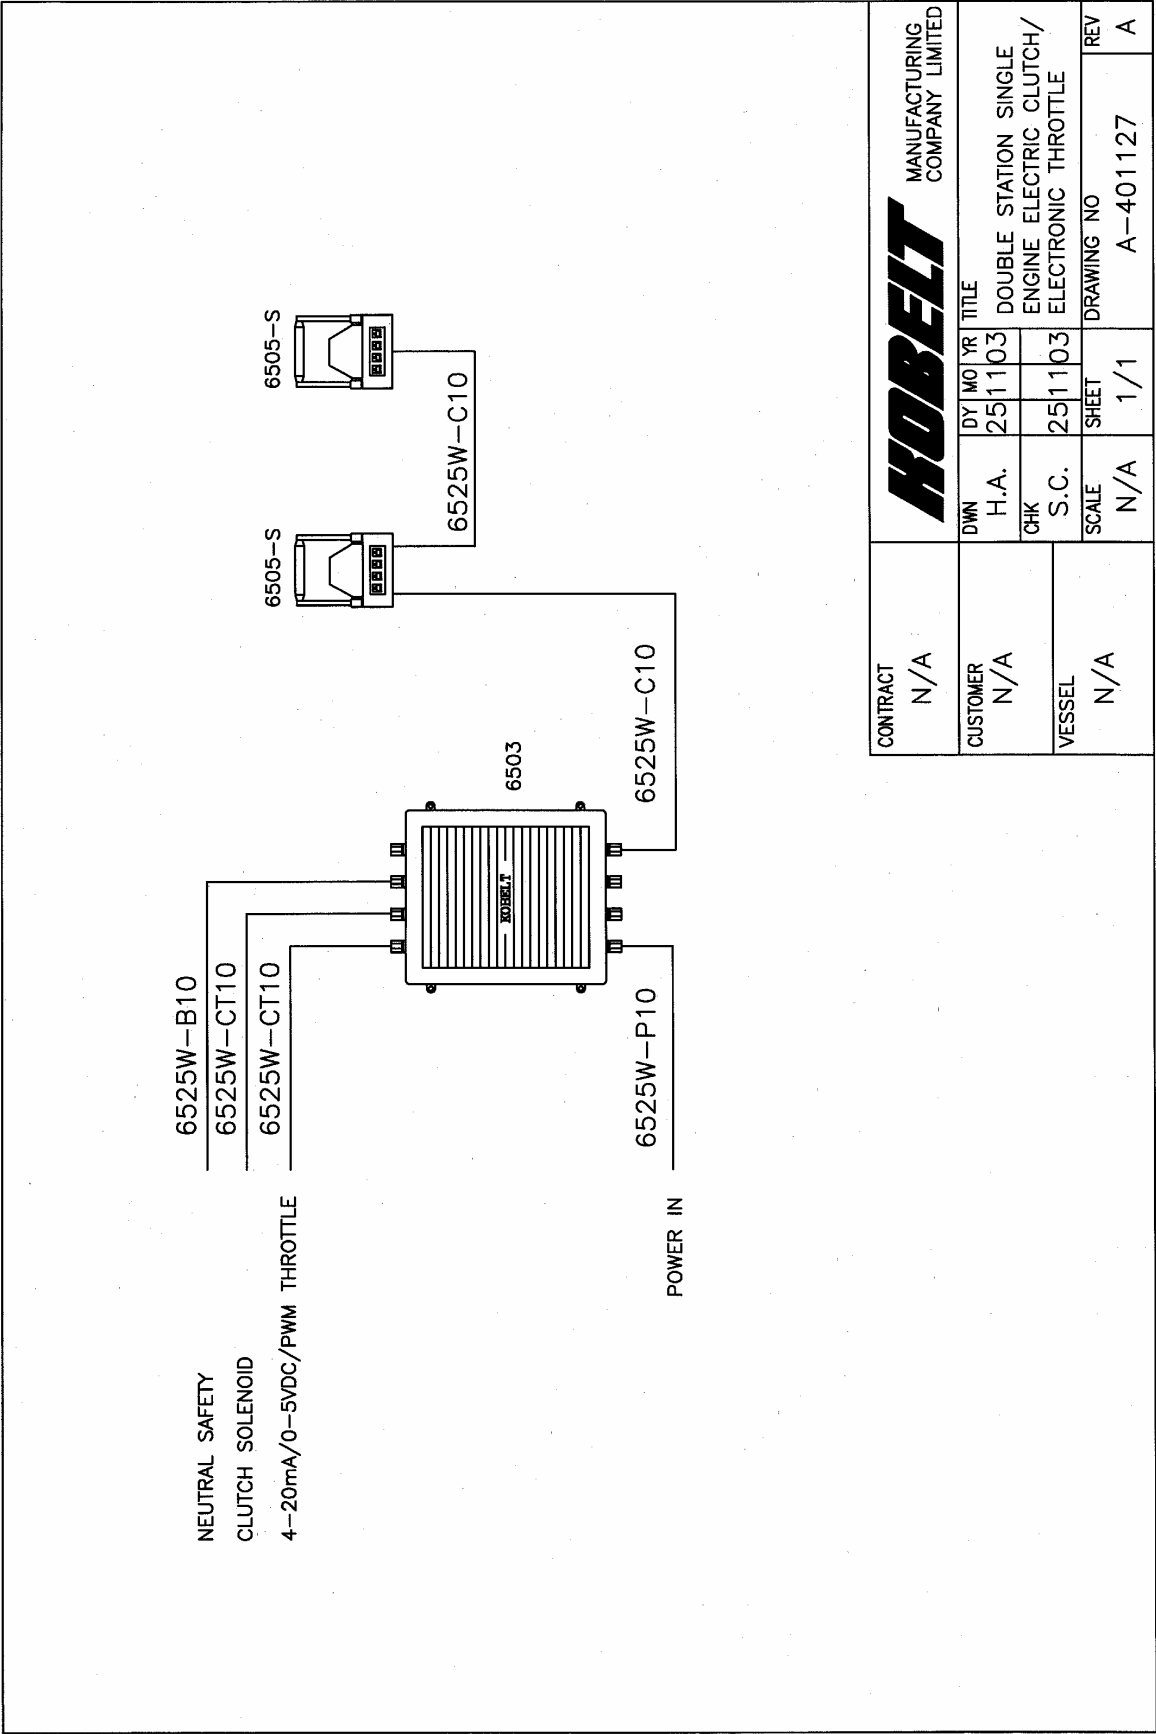 6505-S
6505-S
6525W-C10
6525W-B10
6525W-CT10
6525W-CT10
NEUTRAL SAFETY
CLUTCH SOLENOID
4-20mA/0-5VDC/PWM THROTTLE
KOBELT
6503
6525W-P10
6525W-C10
POWER IN
CONTRACT
N/A
CUSTOMER
N/A
VESSEL
N/A
KOBELT
MANUFACTURING
COMPANY LIMITED
DWN
H.A.
DY MO YR
25 11 03
CHK
S.C.
25 11 03
TITLE
DOUBLE STATION SINGLE
ENGINE ELECTRIC CLUTCH/
ELECTRONIC THROTTLE
SCALE
N/A
SHEET
1/1
DRAWING NO
A-401127
REV
A